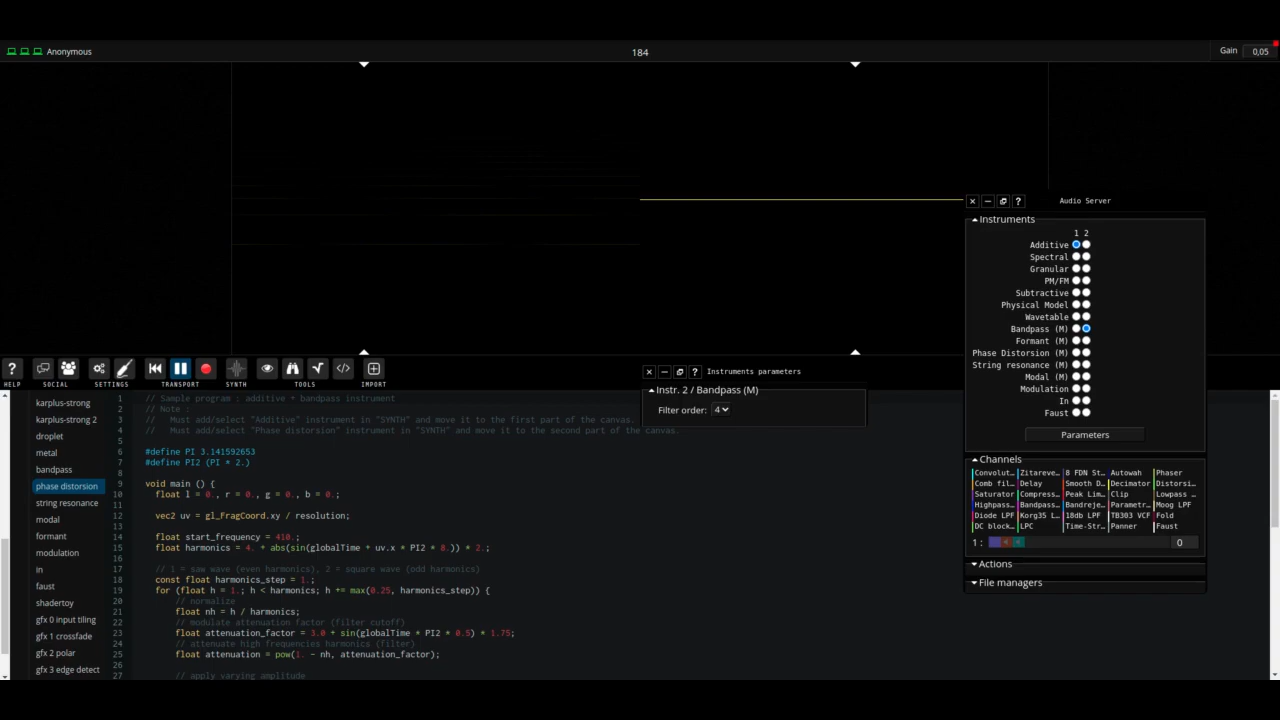 Anonymous
184
Gain 0,05
Audio Server
Instruments
1 2
Additive
Spectral
Granular
PM/FM
Subtractive
Physical Model
Wavetable
Bandpass (M)
Formant (M)
Phase Distortion (M)
String resonance (M)
Modal (M)
Modulation
In
Faust
Parameters
Channels
Convolut… Zitareve… 8 FDN St… Autowah Phaser
Comb fil… Delay Smooth D… Decimator Distorsi…
Saturator Compress… Peak Lim… Clip Lowpass …
Highpass… Bandpass… Bandreje… Parametr… Moog LPF
Diode LPF Korg35 L… 18db LPF TB303 VCF Fold
DC block… LPC Time-Str… Panner Faust
1 : 0
Actions
File managers
HELP SOCIAL SETTINGS TRANSPORT SYNTH TOOLS IMPORT
Instruments parameters
Instr. 2 / Bandpass (M)
Filter order: 4
karplus-strong
karplus-strong 2
droplet
metal
bandpass
phase distorsion
string resonance
modal
formant
modulation
in
faust
shadertoy
gfx 0 input tiling
gfx 1 crossfade
gfx 2 polar
gfx 3 edge detect
1 // Sample program : additive + bandpass instrument
2 // Note :
3 // Must add/select "Additive" instrument in "SYNTH" and move it to the first part of the canvas.
4 // Must add/select "Phase distorsion" instrument in "SYNTH" and move it to the second part of the canvas.
5
6 #define PI 3.141592653
7 #define PI2 (PI * 2.)
8
9 void main () {
10 float l = 0., r = 0., g = 0., b = 0.;
11
12 vec2 uv = gl_FragCoord.xy / resolution;
13
14 float start_frequency = 410.;
15 float harmonics = 4. + abs(sin(globalTime + uv.x * PI2 * 8.)) * 2.;
16
17 // 1 = saw wave (even harmonics), 2 = square wave (odd harmonics)
18 const float harmonics_step = 1.;
19 for (float h = 1.; h < harmonics; h += max(0.25, harmonics_step)) {
20 // normalize
21 float nh = h / harmonics;
22 // modulate attenuation factor (filter cutoff)
23 float attenuation_factor = 3.0 + sin(globalTime * PI2 * 0.5) * 1.75;
24 // attenuate high frequencies harmonics (filter)
25 float attenuation = pow(1. - nh, attenuation_factor);
26
27 // apply varying amplitude